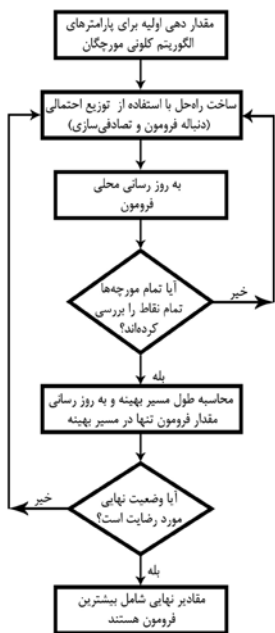 مقدار دهی اولیه برای پارامترهای
الگوریتم کلونی مورچگان
ساخت راه‌حل با استفاده از توزیع احتمالی
(دنباله فرومون و تصادفی‌سازی)
به روز رسانی محلی
فرومون
آیا تمام مورچه‌ها
تمام نقاط را بررسی
کرده‌اند؟
خیر
بله
محاسبه طول مسیر بهینه و به روز رسانی
مقدار فرومون تنها در مسیر بهینه
آیا وضعیت نهایی
مورد رضایت است؟
خیر
بله
مقادیر نهایی شامل بیشترین
فرومون هستند